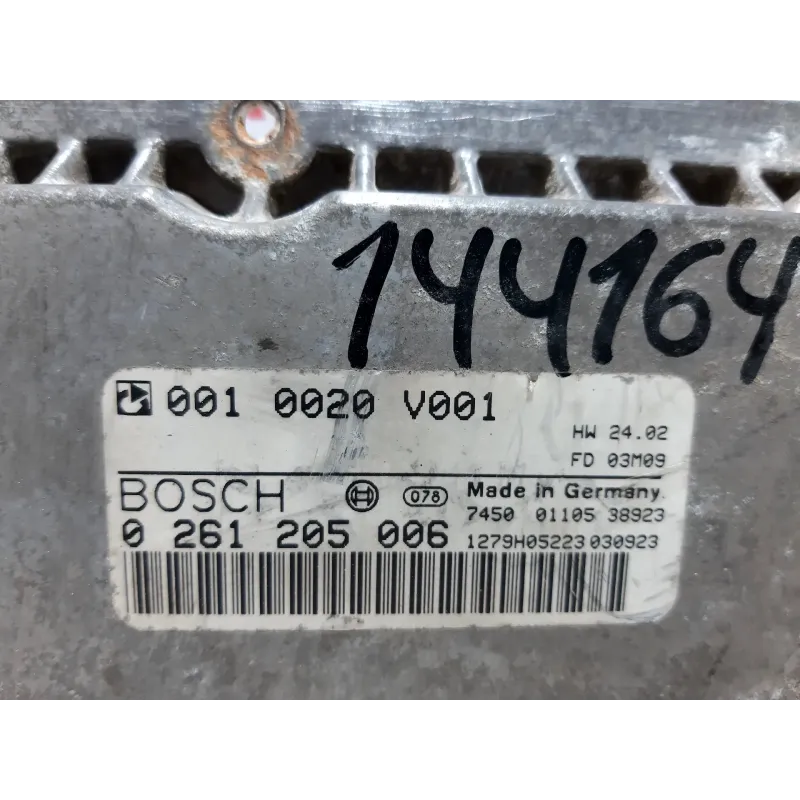 144164
001 0020 V001
HW 24.02
FD 03M09
BOSCH 078 Made in Germany.
7450 01105 38923
0 261 205 006 1279H05223 030923